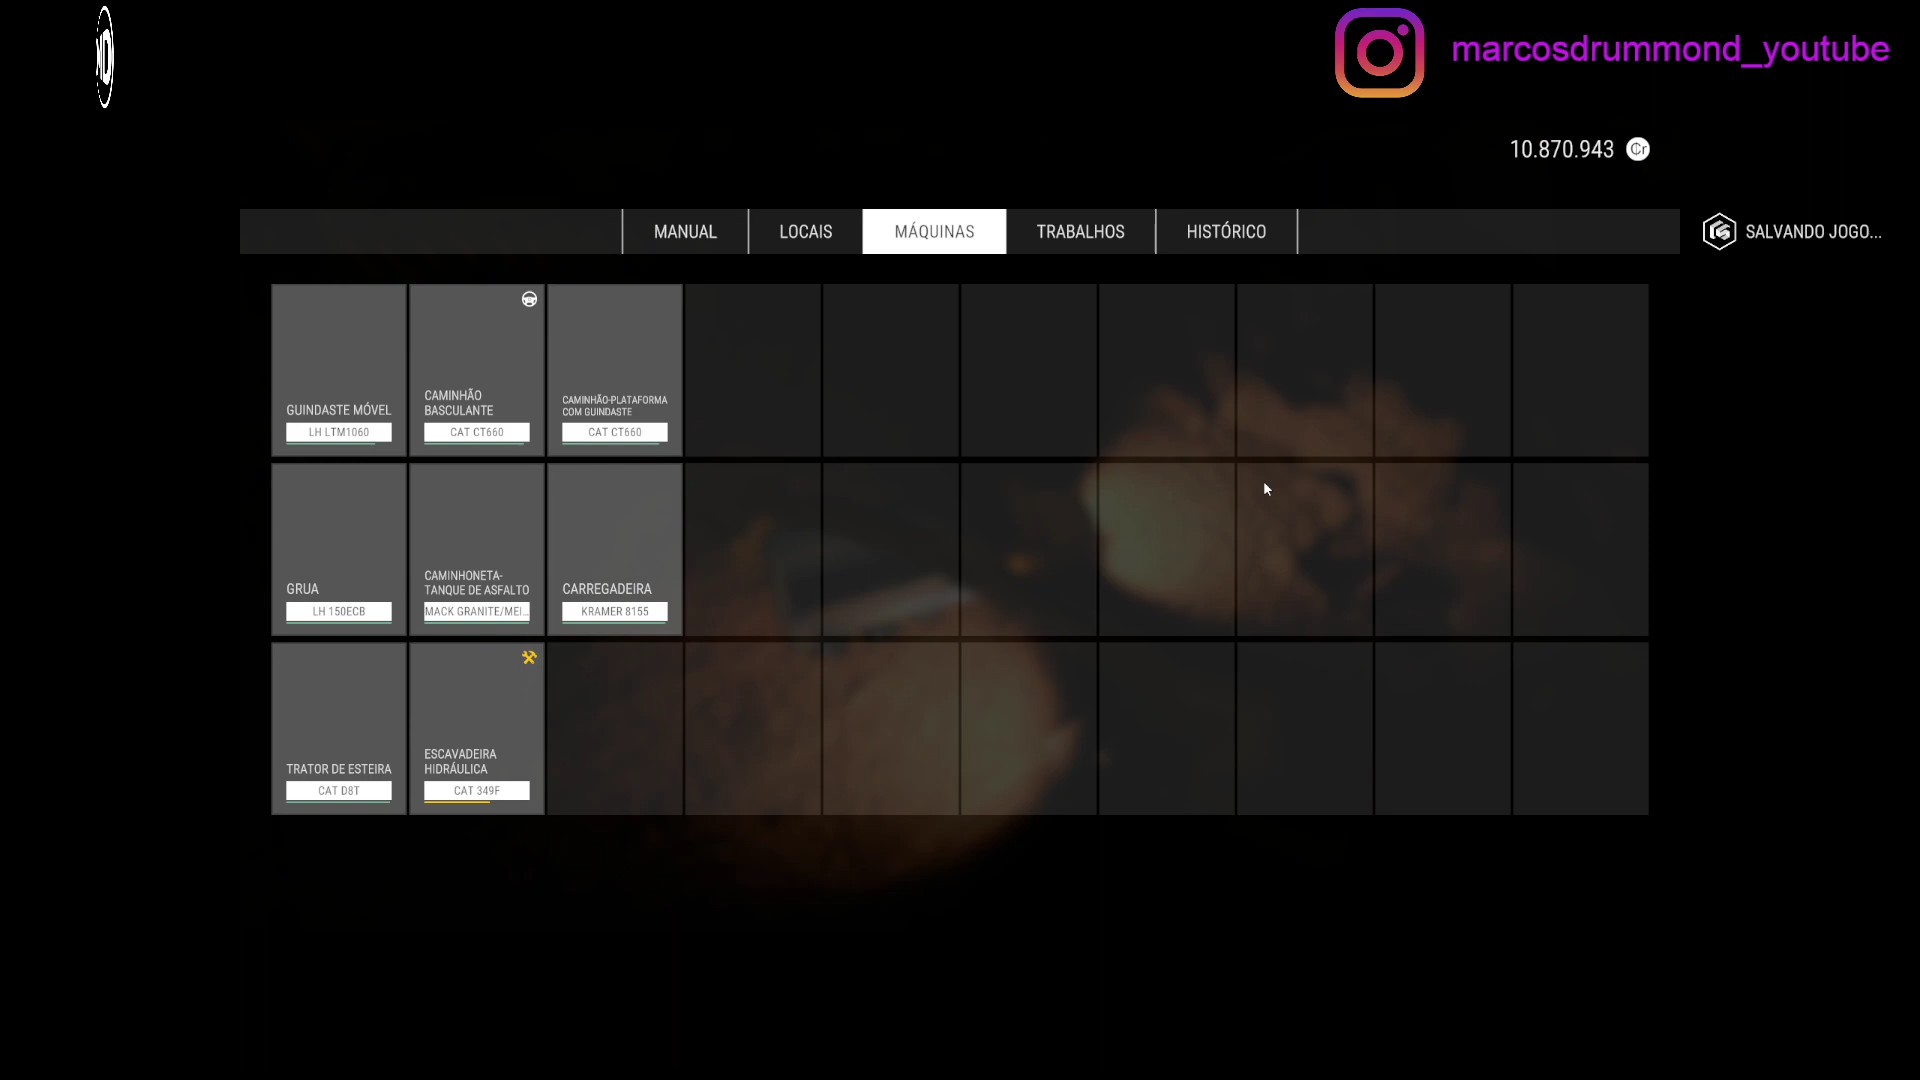 marcosdrummond_youtube
10.870.943
MANUAL LOCAIS MÁQUINAS TRABALHOS HISTÓRICO
SALVANDO JOGO...
GUINDASTE MÓVEL
LH LTM1060
CAMINHÃO
BASCULANTE
CAT CT660
CAMINHÃO-PLATAFORMA
COM GUINDASTE
CAT CT660
GRUA
LH 150ECB
CAMINHONETA-
TANQUE DE ASFALTO
MACK GRANITE/MEI...
CARREGADEIRA
KRAMER 8155
TRATOR DE ESTEIRA
CAT D8T
ESCAVADEIRA
HIDRÁULICA
CAT 349F